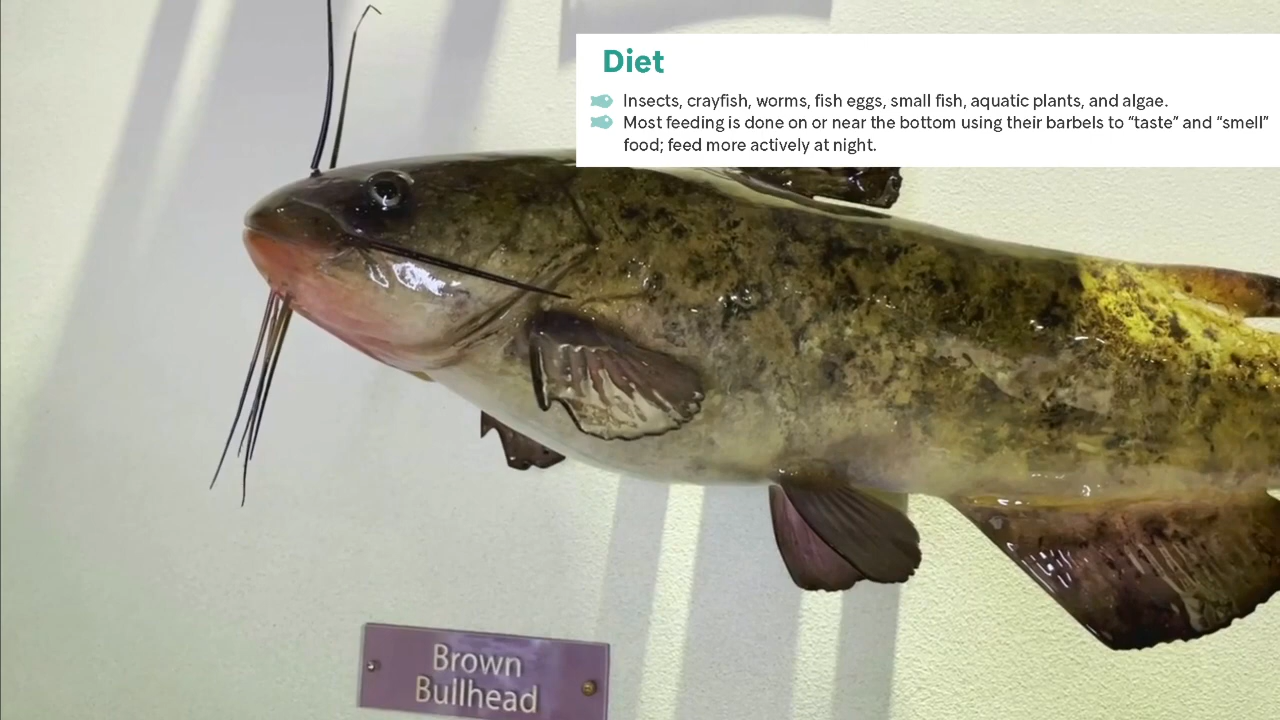 Diet
Insects, crayfish, worms, fish eggs, small fish, aquatic plants, and algae.
Most feeding is done on or near the bottom using their barbels to “taste” and “smell”
food; feed more actively at night.
Brown
Bullhead